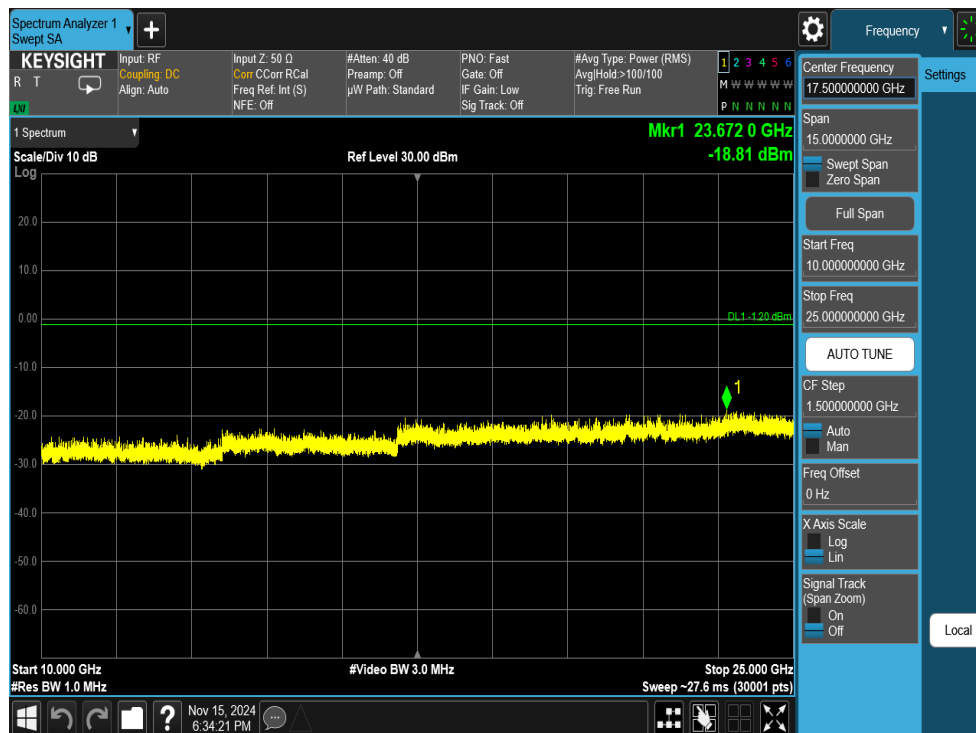 Spectrum Analyzer 1
Swept SA
Frequency
KEYSIGHT
R T
LXI
Input: RF
Coupling: DC
Align: Auto
Input Z: 50 Ω
Corr CCorr RCal
Freq Ref: Int (S)
NFE: Off
#Atten: 40 dB
Preamp: Off
µW Path: Standard
PNO: Fast
Gate: Off
IF Gain: Low
Sig Track: Off
#Avg Type: Power (RMS)
Avg|Hold:>100/100
Trig: Free Run
1 2 3 4 5 6
M W W W W W
P N N N N N
1 Spectrum
Scale/Div 10 dB
Log
Ref Level 30.00 dBm
Mkr1 23.672 0 GHz
-18.81 dBm
20.0
10.0
0.00
-10.0
-20.0
-30.0
-40.0
-50.0
-60.0
DL1 -1.20 dBm
1
Start 10.000 GHz
#Res BW 1.0 MHz
#Video BW 3.0 MHz
Stop 25.000 GHz
Sweep ~27.6 ms (30001 pts)
Center Frequency
17.500000000 GHz
Settings
Span
15.0000000 GHz
Swept Span
Zero Span
Full Span
Start Freq
10.000000000 GHz
Stop Freq
25.000000000 GHz
AUTO TUNE
CF Step
1.500000000 GHz
Auto
Man
Freq Offset
0 Hz
X Axis Scale
Log
Lin
Signal Track
(Span Zoom)
On
Off
Local
?
Nov 15, 2024
6:34:21 PM